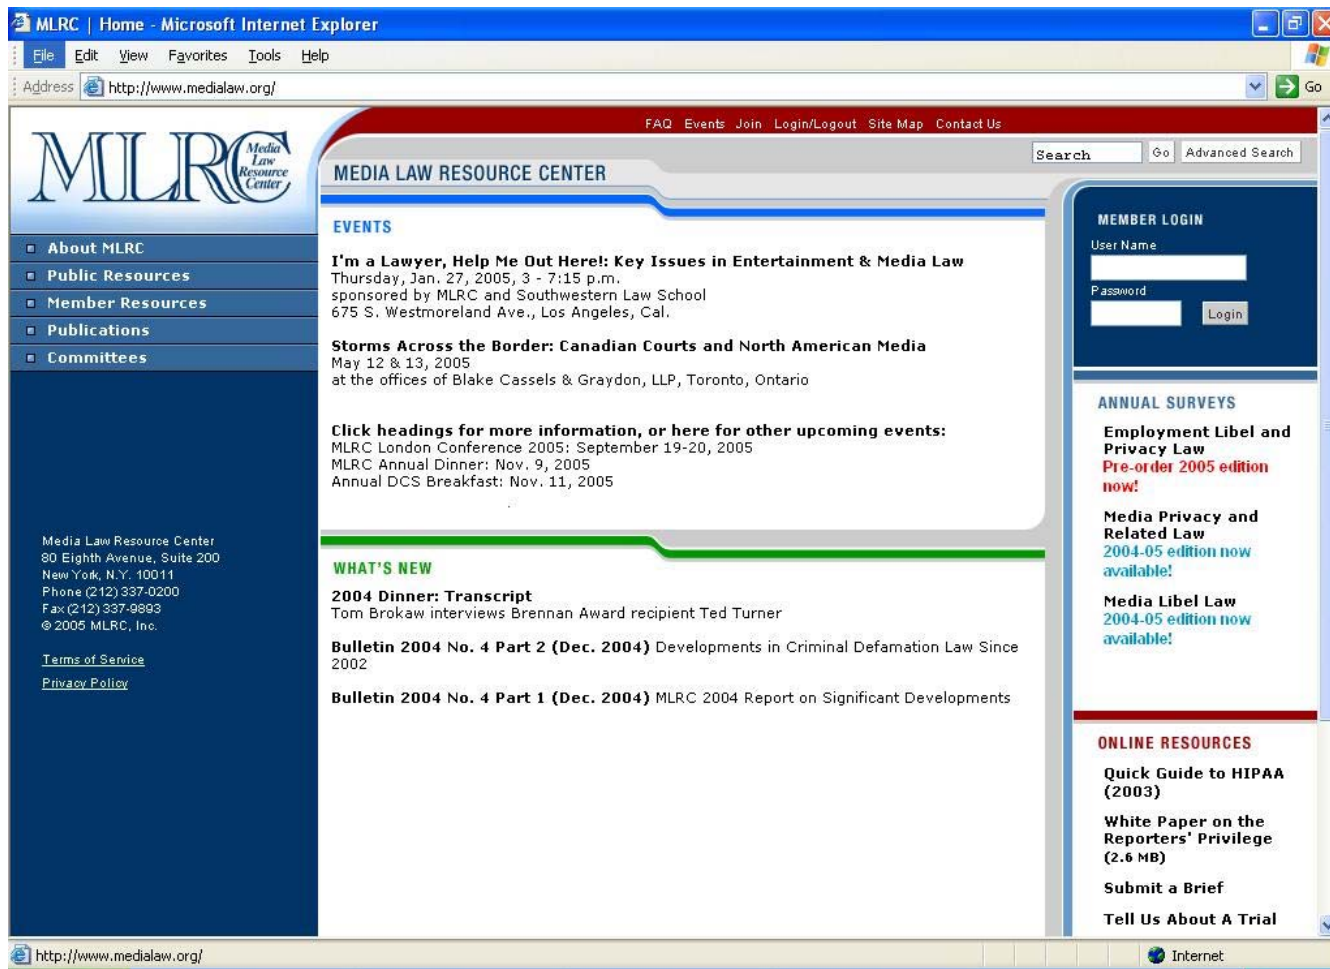 MLRC | Home - Microsoft Internet Explorer
File Edit View Favorites Tools Help
Address http://www.medialaw.org/ Go
MLRC Media Law Resource Center
FAQ Events Join Login/Logout Site Map Contact Us
Search Go Advanced Search
MEDIA LAW RESOURCE CENTER
About MLRC
Public Resources
Member Resources
Publications
Committees
Media Law Resource Center
80 Eighth Avenue, Suite 200
New York, N.Y. 10011
Phone (212) 337-0200
Fax (212) 337-9893
© 2005 MLRC, Inc.
Terms of Service
Privacy Policy
EVENTS
I'm a Lawyer, Help Me Out Here!: Key Issues in Entertainment & Media Law
Thursday, Jan. 27, 2005, 3 - 7:15 p.m.
sponsored by MLRC and Southwestern Law School
675 S. Westmoreland Ave., Los Angeles, Cal.
Storms Across the Border: Canadian Courts and North American Media
May 12 & 13, 2005
at the offices of Blake Cassels & Graydon, LLP, Toronto, Ontario
Click headings for more information, or here for other upcoming events:
MLRC London Conference 2005: September 19-20, 2005
MLRC Annual Dinner: Nov. 9, 2005
Annual DCS Breakfast: Nov. 11, 2005
WHAT'S NEW
2004 Dinner: Transcript
Tom Brokaw interviews Brennan Award recipient Ted Turner
Bulletin 2004 No. 4 Part 2 (Dec. 2004) Developments in Criminal Defamation Law Since
2002
Bulletin 2004 No. 4 Part 1 (Dec. 2004) MLRC 2004 Report on Significant Developments
MEMBER LOGIN
User Name
Password
Login
ANNUAL SURVEYS
Employment Libel and
Privacy Law
Pre-order 2005 edition
now!
Media Privacy and
Related Law
2004-05 edition now
available!
Media Libel Law
2004-05 edition now
available!
ONLINE RESOURCES
Quick Guide to HIPAA
(2003)
White Paper on the
Reporters' Privilege
(2.6 MB)
Submit a Brief
Tell Us About A Trial
http://www.medialaw.org/ Internet